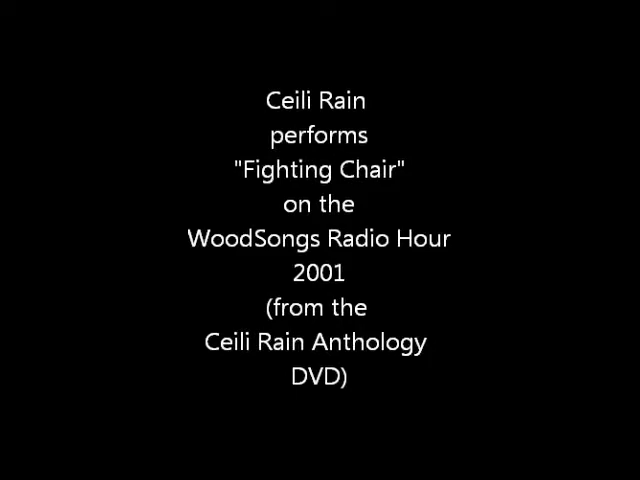 Ceili Rain
performs
"Fighting Chair"
on the
WoodSongs Radio Hour
2001
(from the
Ceili Rain Anthology
DVD)